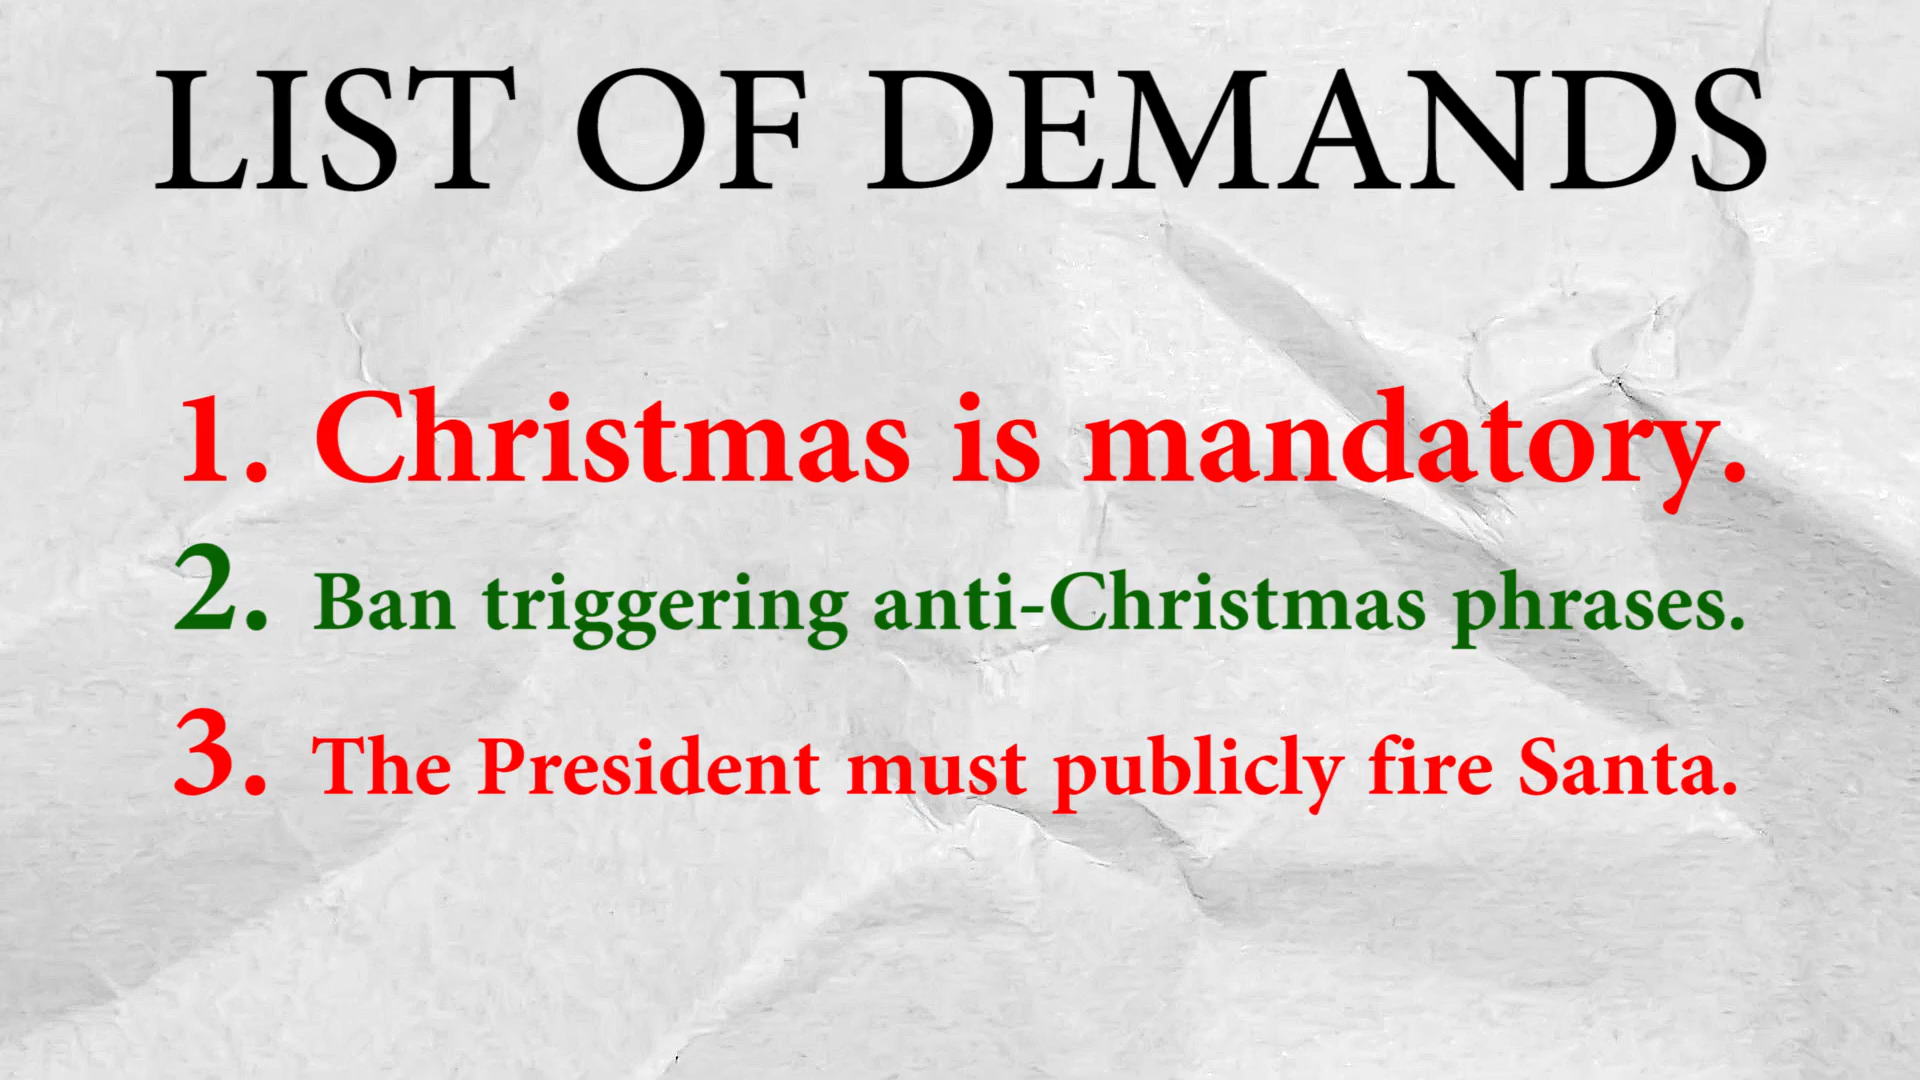 LIST OF DEMANDS
1. Christmas is mandatory.
2. Ban triggering anti-Christmas phrases.
3. The President must publicly fire Santa.